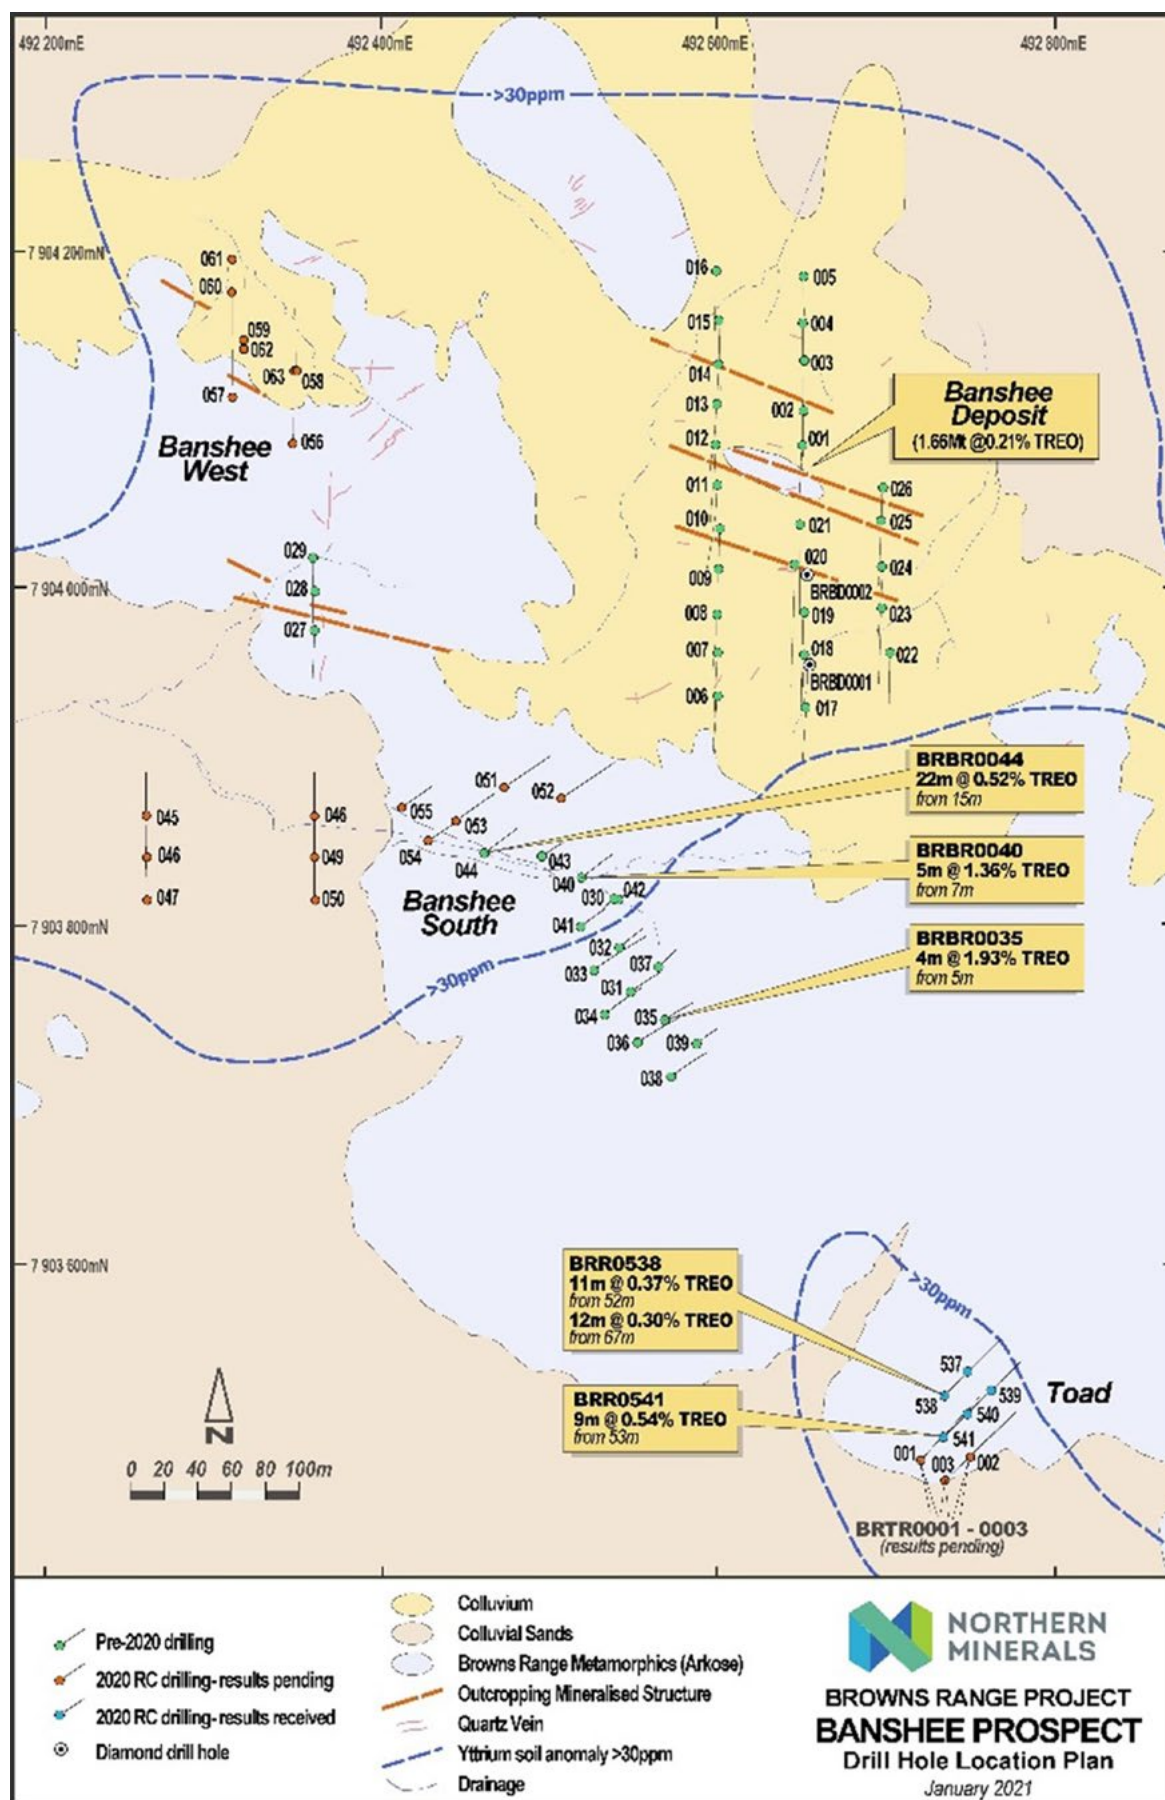 492 200mE
492 400mE
492 600mE
492 800mE
>30ppm
7 904 200mN
061
060
059
062
063
058
057
056
Banshee
West
016
005
015
004
014
003
013
002
012
001
Banshee
Deposit
(1.66Mt @0.21% TREO)
011
026
010
021
025
009
020
024
BRBD0002
029
028
7 904 000mN
027
008
019
023
007
018
022
BRBD0001
006
017
051
052
055
053
054
044
043
045
046
046
049
047
050
BRBR0044
22m @ 0.52% TREO
from 15m
BRBR0040
5m @ 1.36% TREO
from 7m
BRBR0035
4m @ 1.93% TREO
from 5m
Banshee
South
040
030
042
041
7 903 800mN
032
033
037
031
034
035
036
039
038
>30ppm
7 903 600mN
BRR0538
11m @ 0.37% TREO
from 52m
12m @ 0.30% TREO
from 67m
>30ppm
537
538
539
540
Toad
BRR0541
9m @ 0.54% TREO
from 53m
541
001
003
002
BRTR0001 - 0003
(results pending)
N
0 20 40 60 80 100m
Pre-2020 drilling
2020 RC drilling- results pending
2020 RC drilling- results received
Diamond drill hole
Colluvium
Colluvial Sands
Browns Range Metamorphics (Arkose)
Outcropping Mineralised Structure
Quartz Vein
Yttrium soil anomaly >30ppm
Drainage
NORTHERN
MINERALS
BROWNS RANGE PROJECT
BANSHEE PROSPECT
Drill Hole Location Plan
January 2021